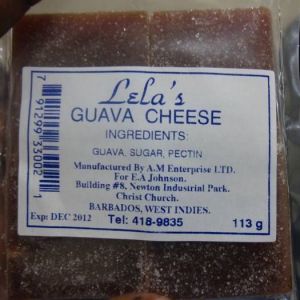 Lela's
GUAVA CHEESE
INGREDIENTS:
GUAVA, SUGAR, PECTIN
Manufactured By A.M Enterprise LTD.
For E.A Johnson.
Building #8, Newton Industrial Park.
Christ Church.
BARBADOS, WEST INDIES.
Exp: DEC 2012
Tel: 418-9835
113 g
7 91299 33002 1